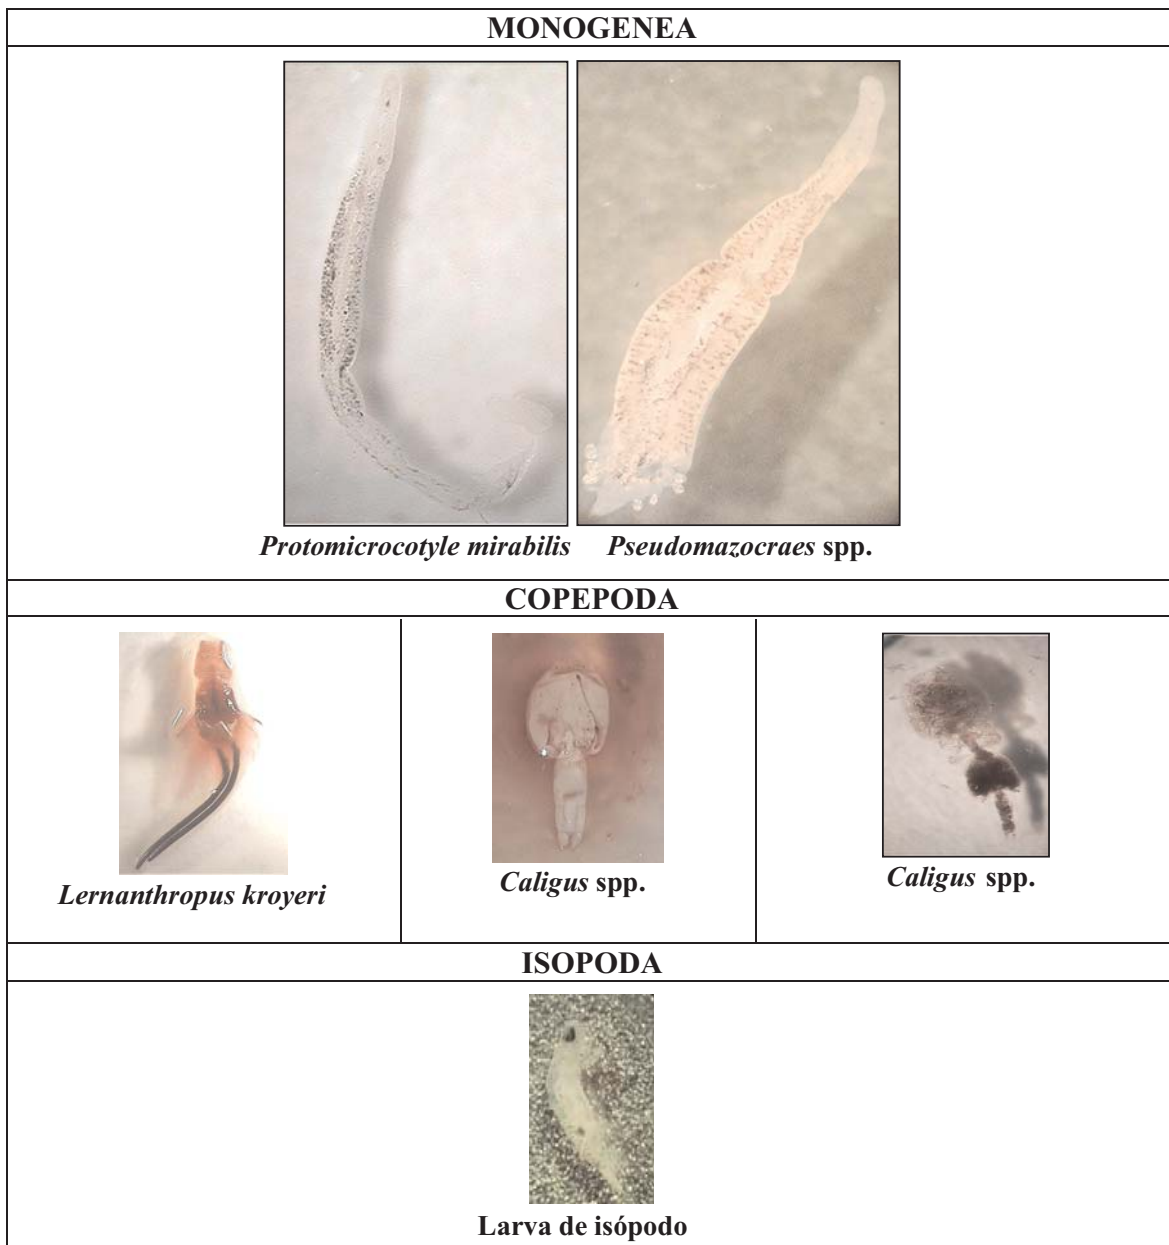 MONOGENEA
Protomicrocotyle mirabilis Pseudomazocraes spp.
COPEPODA
Lernanthropus kroyeri
Caligus spp.
Caligus spp.
ISOPODA
Larva de isópodo